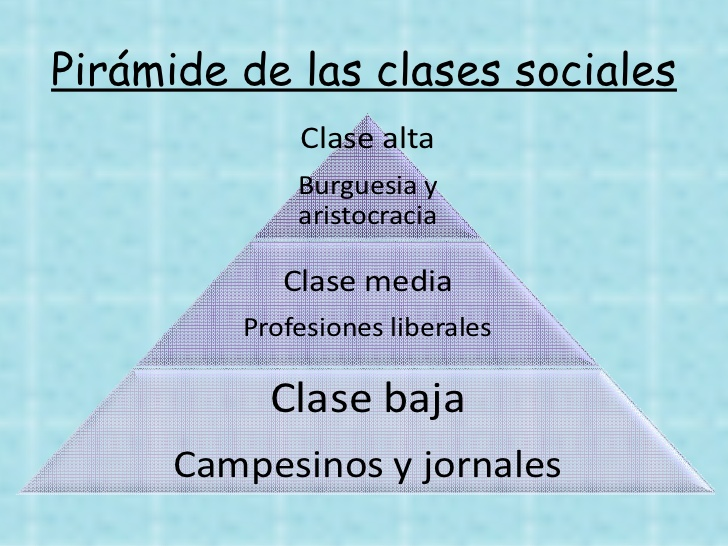 Pirámide de las clases sociales
Clase alta
Burguesia y
aristocracia
Clase media
Profesiones liberales
Clase baja
Campesinos y jornales